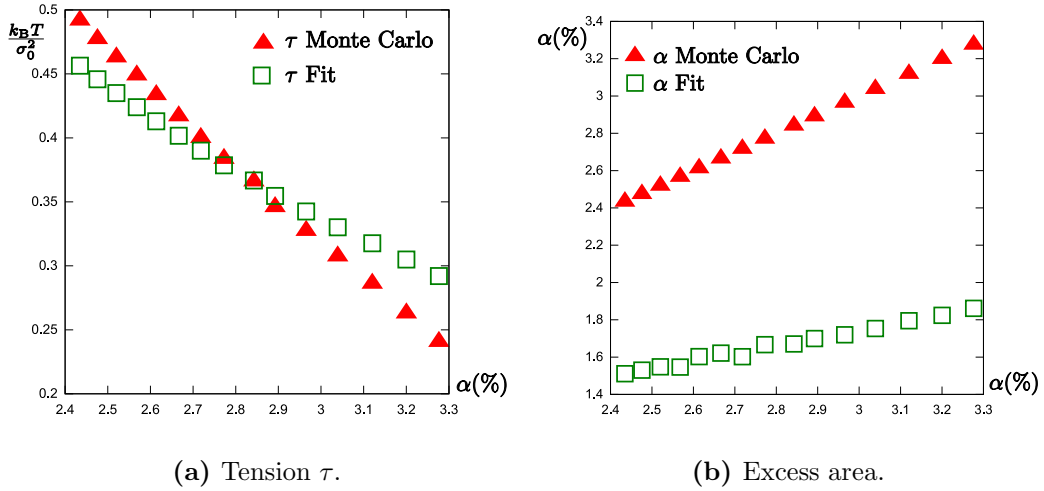 0.5
k_B T / σ_0^2
0.45
0.4
0.35
0.3
0.25
0.2
2.4 2.5 2.6 2.7 2.8 2.9 3 3.1 3.2 3.3
τ Monte Carlo
τ Fit
α(%)
(a) Tension τ.
α(%)
3.4
3.2
3
2.8
2.6
2.4
2.2
2
1.8
1.6
1.4
2.4 2.5 2.6 2.7 2.8 2.9 3 3.1 3.2 3.3
α Monte Carlo
α Fit
α(%)
(b) Excess area.